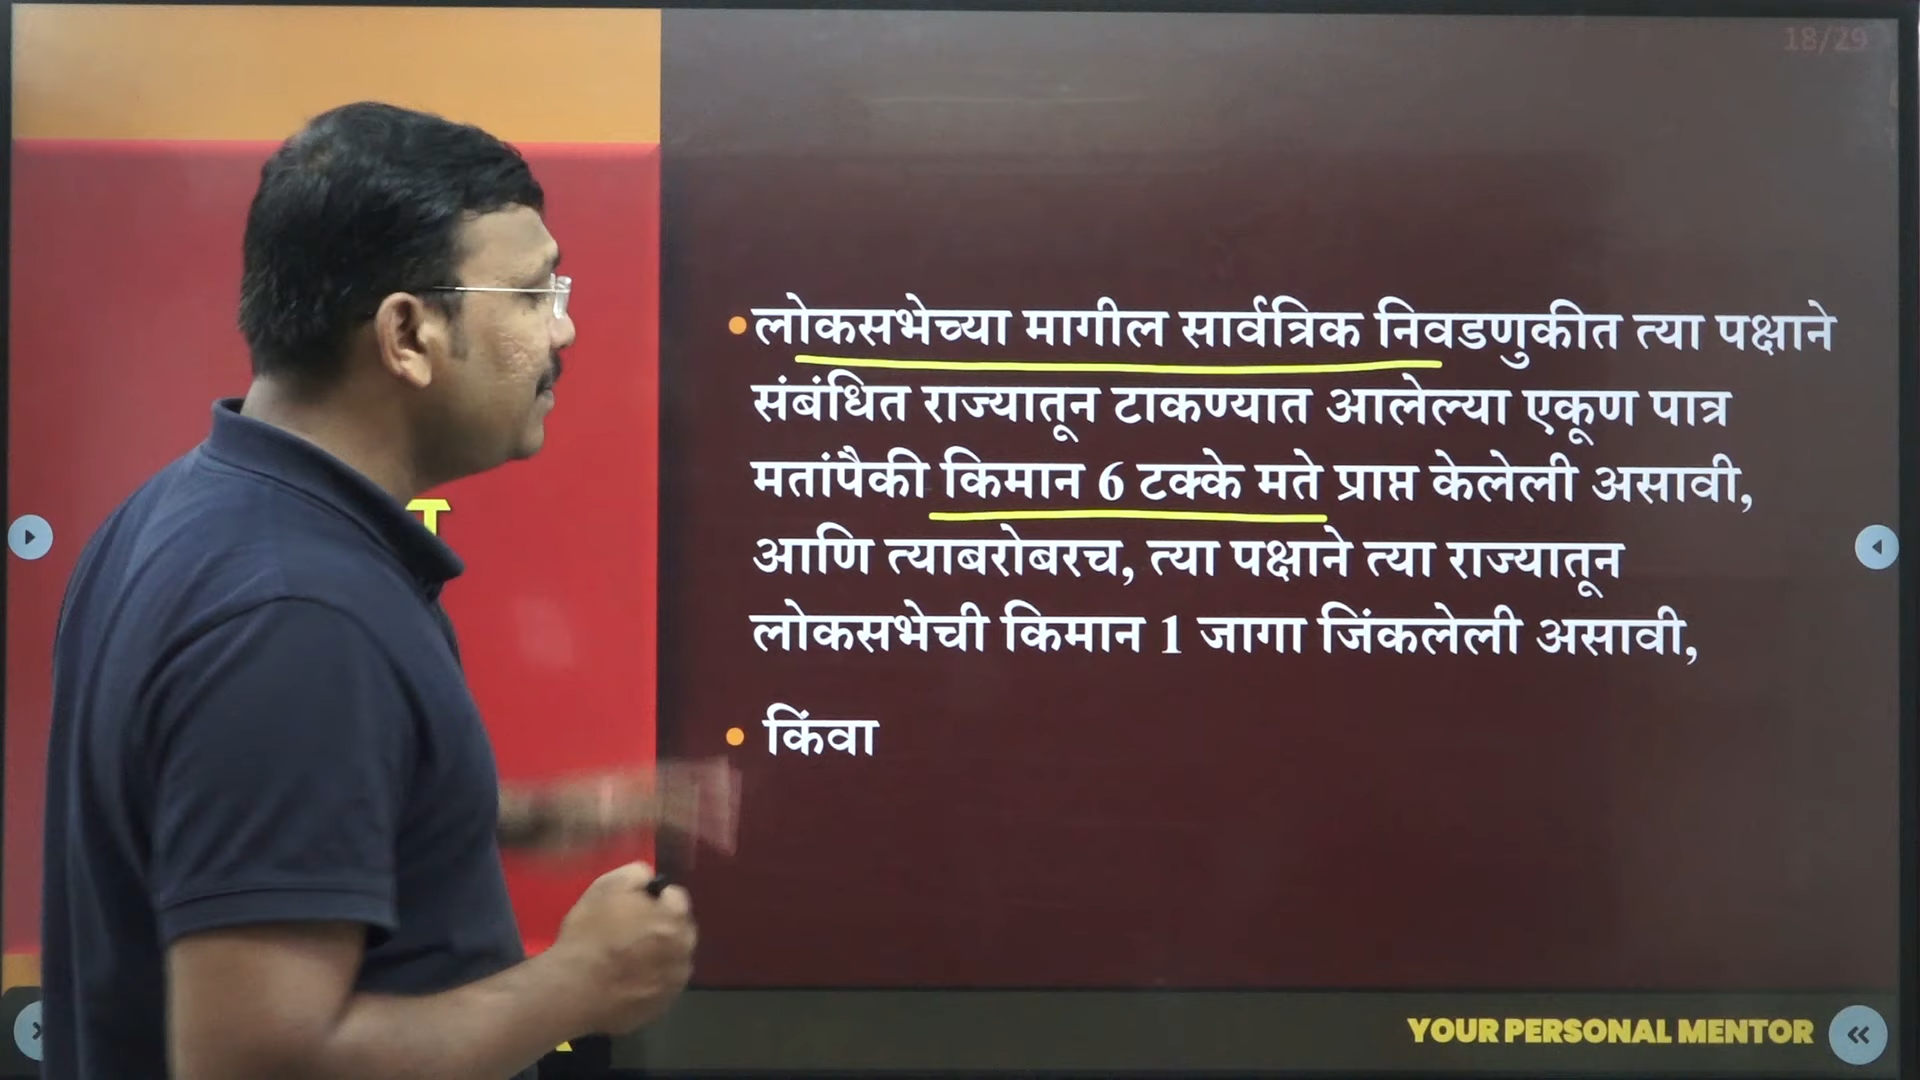 18/29
लोकसभेच्या मागील सार्वत्रिक निवडणुकीत त्या पक्षाने
संबंधित राज्यातून टाकण्यात आलेल्या एकूण पात्र
मतांपैकी किमान 6 टक्के मते प्राप्त केलेली असावी,
आणि त्याबरोबरच, त्या पक्षाने त्या राज्यातून
लोकसभेची किमान 1 जागा जिंकलेली असावी,
किंवा
YOUR PERSONAL MENTOR